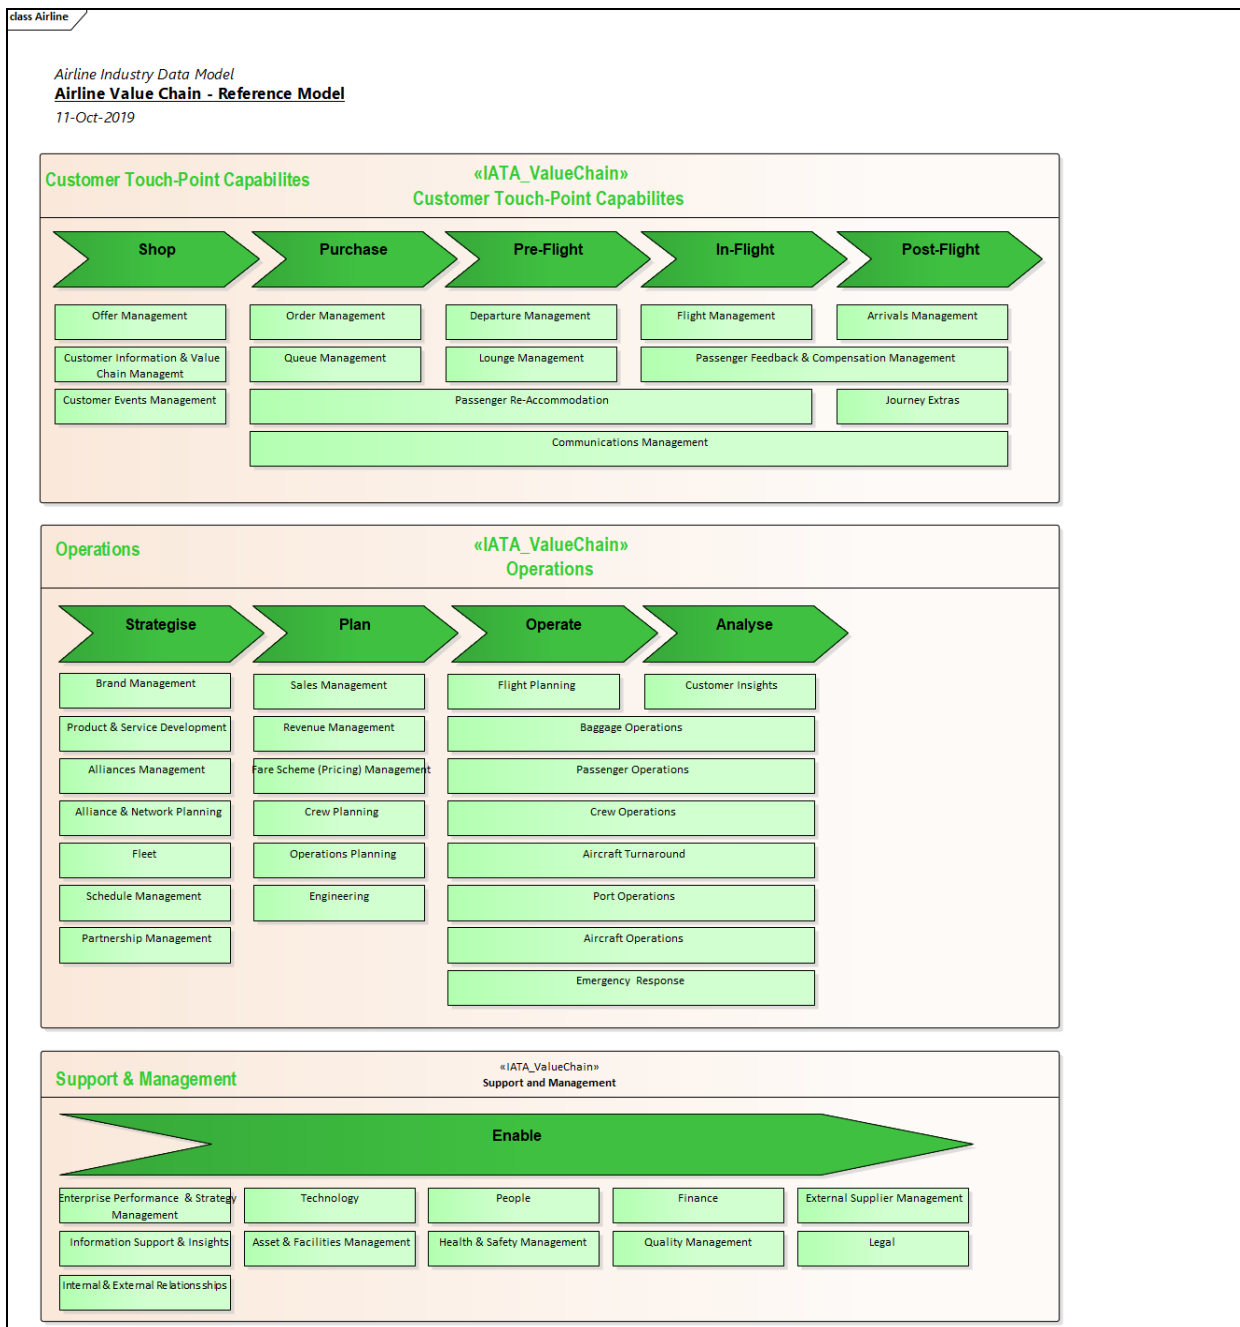 class Airline
Airline Industry Data Model
Airline Value Chain - Reference Model
11-Oct-2019
Customer Touch-Point Capabilites
«IATA_ValueChain»
Customer Touch-Point Capabilites
Shop
Purchase
Pre-Flight
In-Flight
Post-Flight
Offer Management
Order Management
Departure Management
Flight Management
Arrivals Management
Customer Information & Value
Chain Managemt
Queue Management
Lounge Management
Passenger Feedback & Compensation Management
Customer Events Management
Passenger Re-Accommodation
Journey Extras
Communications Management
Operations
«IATA_ValueChain»
Operations
Strategise
Plan
Operate
Analyse
Brand Management
Sales Management
Flight Planning
Customer Insights
Product & Service Development
Revenue Management
Baggage Operations
Alliances Management
Fare Scheme (Pricing) Management
Passenger Operations
Alliance & Network Planning
Crew Planning
Crew Operations
Fleet
Operations Planning
Aircraft Turnaround
Schedule Management
Engineering
Port Operations
Partnership Management
Aircraft Operations
Emergency Response
Support & Management
«IATA_ValueChain»
Support and Management
Enable
Enterprise Performance & Strategy
Management
Technology
People
Finance
External Supplier Management
Information Support & Insights
Asset & Facilities Management
Health & Safety Management
Quality Management
Legal
Internal & External Relationsships